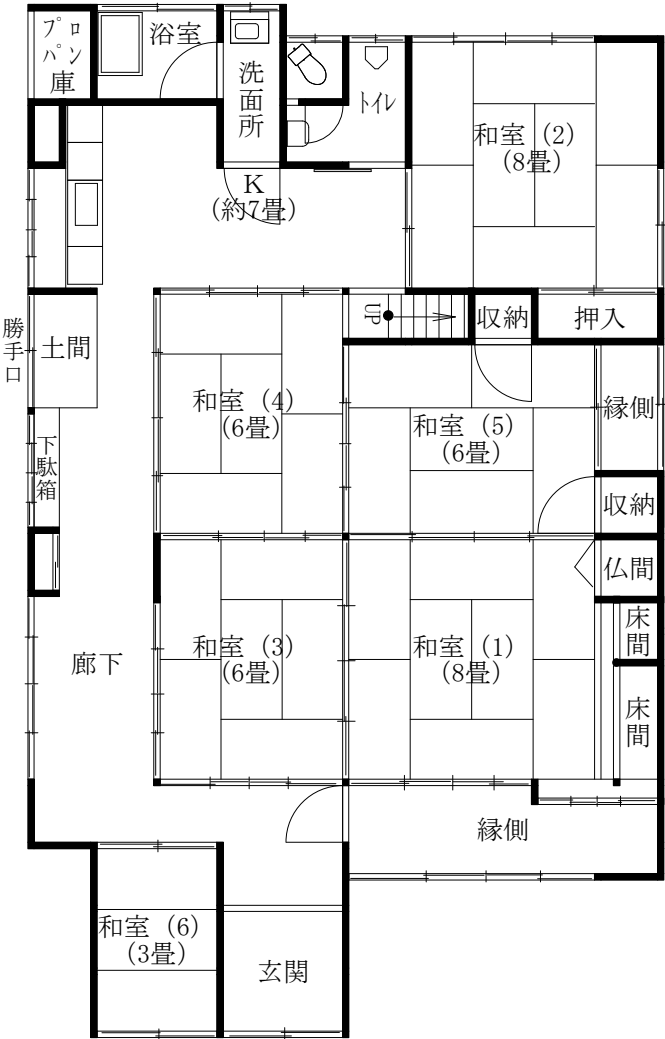 プロパン庫
浴室
洗面所
トイレ
和室（2）
（8畳）
K
（約7畳）
勝手口
土間
UP
収納
押入
和室（4）
（6畳）
和室（5）
（6畳）
縁側
下駄箱
収納
仏間
床間
廊下
和室（3）
（6畳）
和室（1）
（8畳）
床間
縁側
和室（6）
（3畳）
玄関